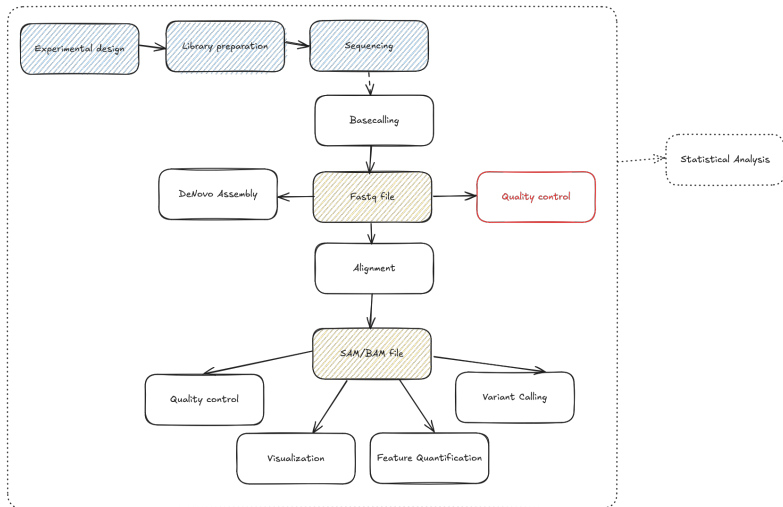 Experimental design
Library preparation
Sequencing
Basecalling
Statistical Analysis
DeNovo Assembly
Fastq file
Quality control
Alignment
SAM/BAM file
Quality control
Variant Calling
Visualization
Feature Quantification